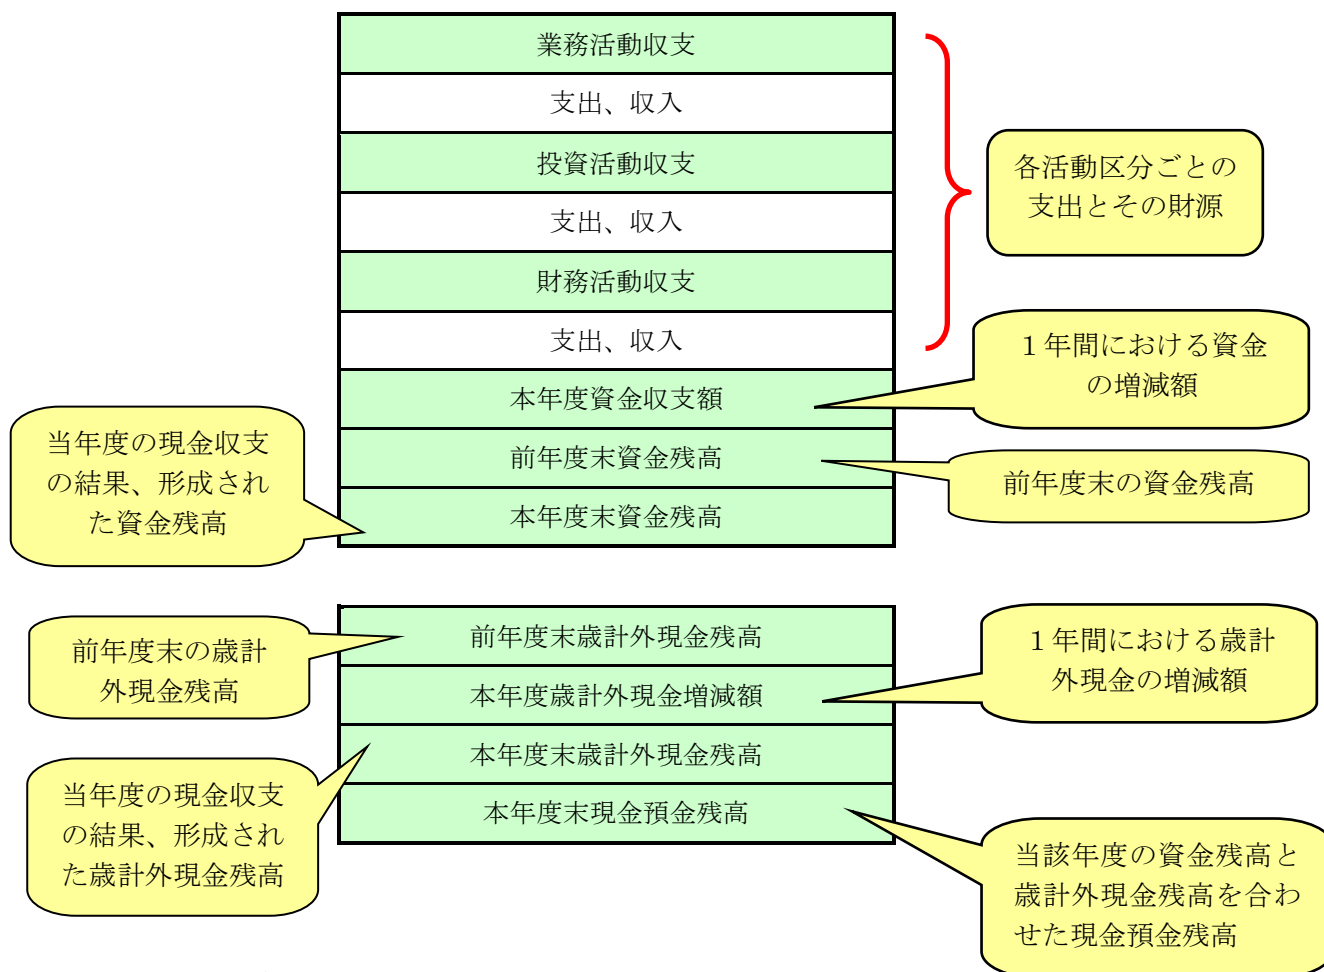 業務活動収支
支出、収入
投資活動収支
支出、収入
財務活動収支
支出、収入
本年度資金収支額
前年度末資金残高
本年度末資金残高
各活動区分ごとの
支出とその財源
１年間における資金
の増減額
前年度末の資金残高
当年度の現金収支
の結果、形成され
た資金残高
前年度末歳計外現金残高
本年度歳計外現金増減額
本年度末歳計外現金残高
本年度末現金預金残高
前年度末の歳計
外現金残高
１年間における歳計
外現金の増減額
当年度の現金収支
の結果、形成され
た歳計外現金残高
当該年度の資金残高と
歳計外現金残高を合わ
せた現金預金残高